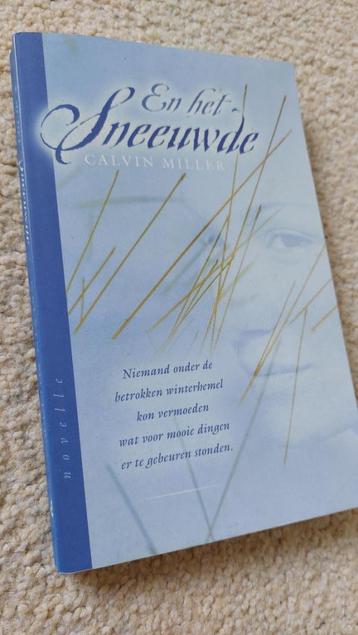 En het
Sneeuwde
CALVIN MILLER
Niemand onder de
betrokken winterhemel
kon vermoeden
wat voor mooie dingen
er te gebeuren stonden.
novelle